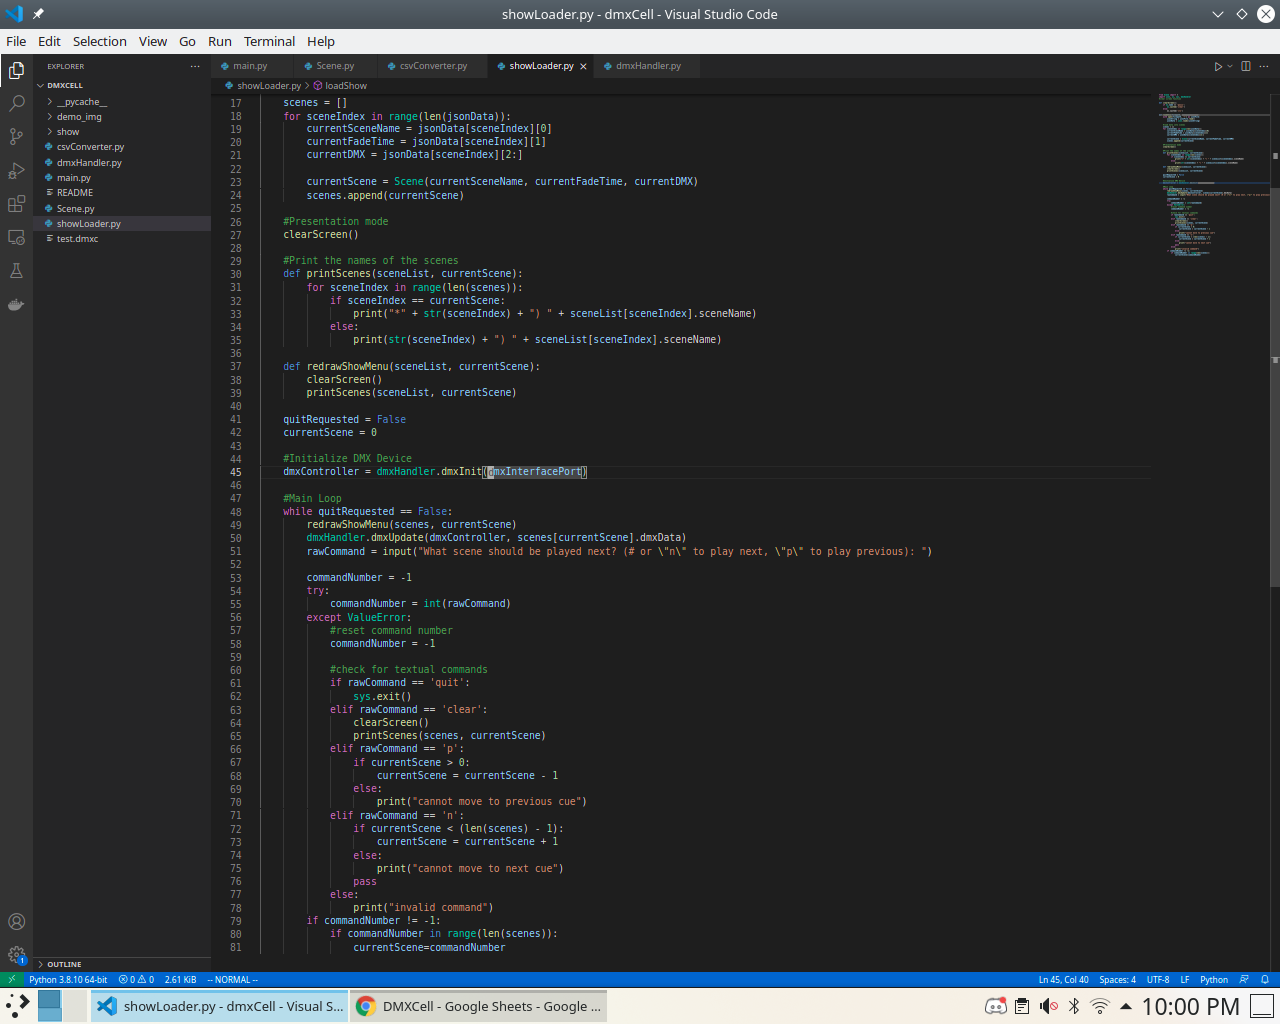 showLoader.py - dmxCell - Visual Studio Code
File Edit Selection View Go Run Terminal Help
EXPLORER
main.py Scene.py csvConverter.py showLoader.py dmxHandler.py
DMXCELL
showLoader.py > loadShow
__pycache__
demo_img
show
csvConverter.py
dmxHandler.py
main.py
README
Scene.py
showLoader.py
test.dmxc
17 scenes = []
18 for sceneIndex in range(len(jsonData)):
19 currentSceneName = jsonData[sceneIndex][0]
20 currentFadeTime = jsonData[sceneIndex][1]
21 currentDMX = jsonData[sceneIndex][2:]
22
23 currentScene = Scene(currentSceneName, currentFadeTime, currentDMX)
24 scenes.append(currentScene)
25
26 #Presentation mode
27 clearScreen()
28
29 #Print the names of the scenes
30 def printScenes(sceneList, currentScene):
31 for sceneIndex in range(len(scenes)):
32 if sceneIndex == currentScene:
33 print("*" + str(sceneIndex) + ") " + sceneList[sceneIndex].sceneName)
34 else:
35 print(str(sceneIndex) + ") " + sceneList[sceneIndex].sceneName)
36
37 def redrawShowMenu(sceneList, currentScene):
38 clearScreen()
39 printScenes(sceneList, currentScene)
40
41 quitRequested = False
42 currentScene = 0
43
44 #Initialize DMX Device
45 dmxController = dmxHandler.dmxInit(dmxInterfacePort)
46
47 #Main Loop
48 while quitRequested == False:
49 redrawShowMenu(scenes, currentScene)
50 dmxHandler.dmxUpdate(dmxController, scenes[currentScene].dmxData)
51 rawCommand = input("What scene should be played next? (# or \"n\" to play next, \"p\" to play previous): ")
52
53 commandNumber = -1
54 try:
55 commandNumber = int(rawCommand)
56 except ValueError:
57 #reset command number
58 commandNumber = -1
59
60 #check for textual commands
61 if rawCommand == 'quit':
62 sys.exit()
63 elif rawCommand == 'clear':
64 clearScreen()
65 printScenes(scenes, currentScene)
66 elif rawCommand == 'p':
67 if currentScene > 0:
68 currentScene = currentScene - 1
69 else:
70 print("cannot move to previous cue")
71 elif rawCommand == 'n':
72 if currentScene < (len(scenes) - 1):
73 currentScene = currentScene + 1
74 else:
75 print("cannot move to next cue")
76 pass
77 else:
78 print("invalid command")
79 if commandNumber != -1:
80 if commandNumber in range(len(scenes)):
81 currentScene=commandNumber
OUTLINE
1
Python 3.8.10 64-bit 0 0 2.61 KiB -- NORMAL -- Ln 45, Col 40 Spaces: 4 UTF-8 LF Python
showLoader.py - dmxCell - Visual S... DMXCell - Google Sheets - Google ... 10:00 PM